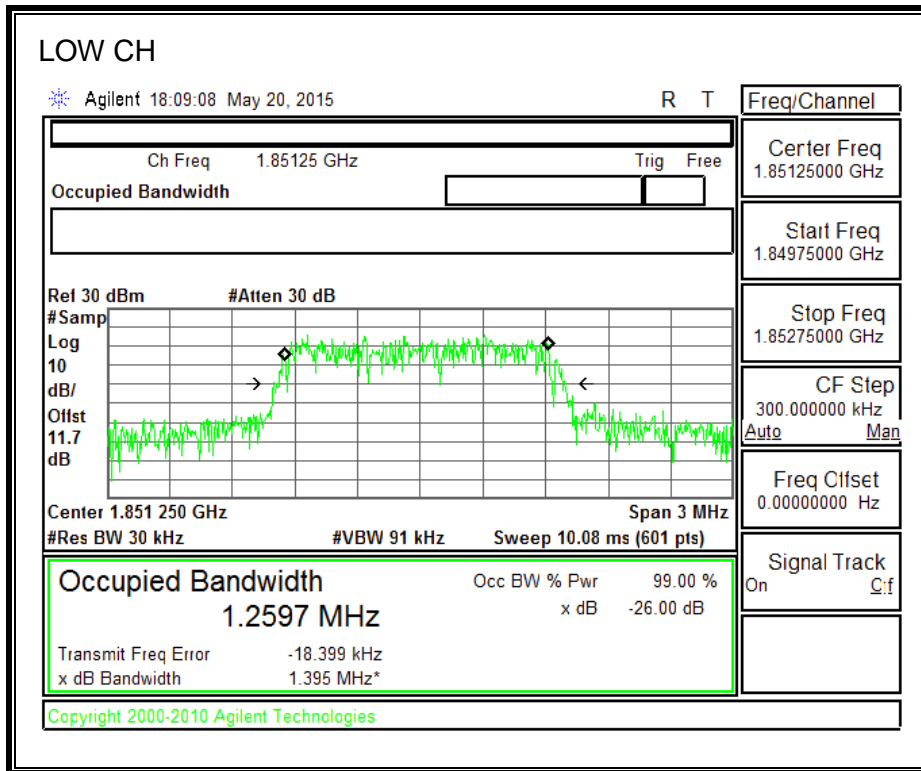 LOW CH
Agilent 18:09:08 May 20, 2015 R T
Freq/Channel
Ch Freq 1.85125 GHz Trig Free
Occupied Bandwidth
Center Freq
1.85125000 GHz
Start Freq
1.84975000 GHz
Stop Freq
1.85275000 GHz
CF Step
300.000000 kHz
Auto Man
Freq Offset
0.00000000 Hz
Signal Track
On Off
Ref 30 dBm #Atten 30 dB
#Samp
Log
10
dB/
Offst
11.7
dB
Center 1.851 250 GHz Span 3 MHz
#Res BW 30 kHz #VBW 91 kHz Sweep 10.08 ms (601 pts)
Occupied Bandwidth Occ BW % Pwr 99.00 %
1.2597 MHz x dB -26.00 dB
Transmit Freq Error -18.399 kHz
x dB Bandwidth 1.395 MHz*
Copyright 2000-2010 Agilent Technologies